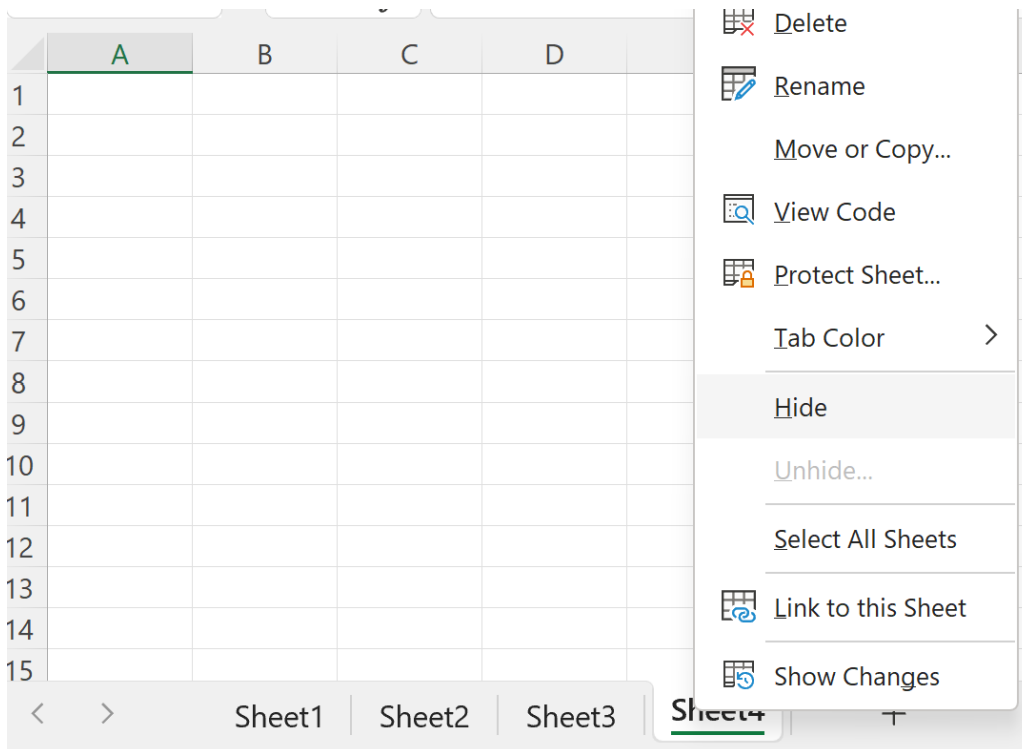 Delete
A B C D
Rename
1
2
Move or Copy...
3
View Code
4
5
Protect Sheet...
6
Tab Color
7
8
Hide
9
Unhide...
10
11
Select All Sheets
12
13
Link to this Sheet
14
15
Show Changes
Sheet1 Sheet2 Sheet3 Sheet4